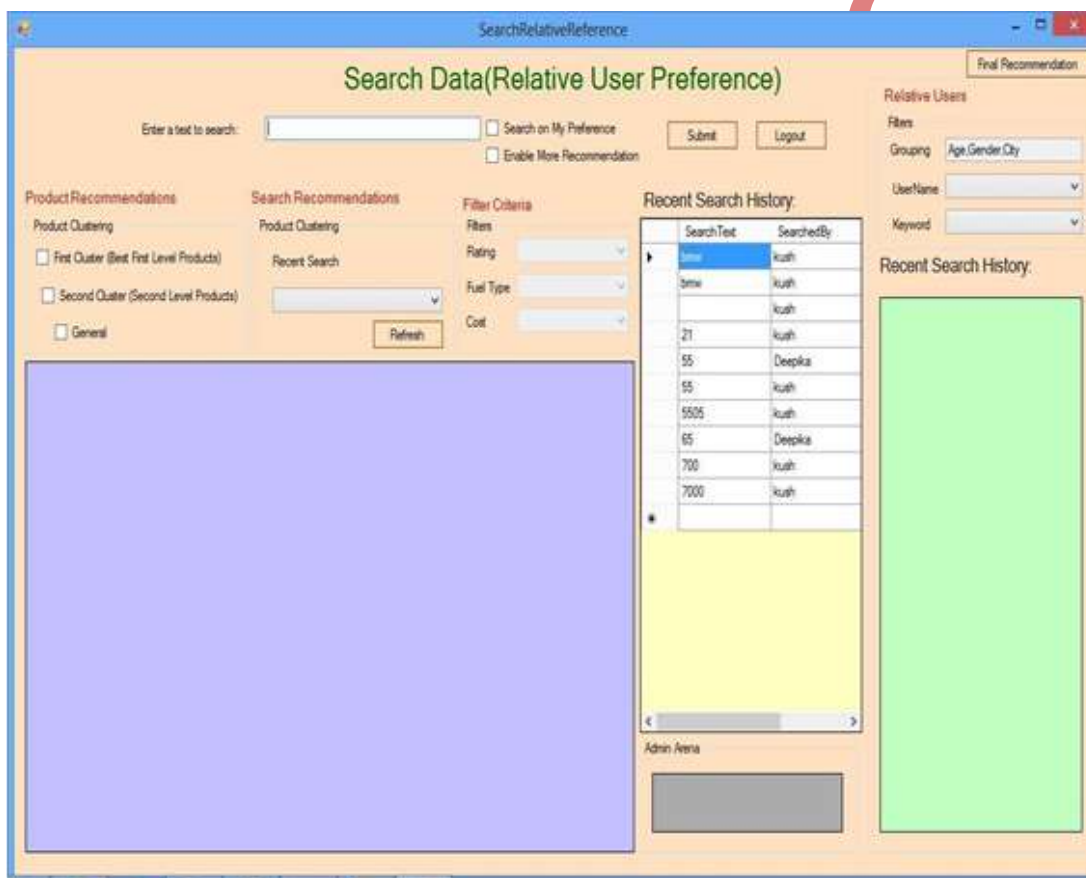 SearchRelativeReference
Final Recommendation
Search Data(Relative User Preference)
Enter a text to search:
Search on My Preference
Enable More Recommendation
Submit
Logout
Relative Users
Filters
Grouping Age,Gender,City
UserName
Keyword
Product Recommendations
Product Clustering
First Cluster (Best First Level Products)
Second Cluster (Second Level Products)
General
Search Recommendations
Product Clustering
Recent Search
Refresh
Filter Criteria
Filters
Rating
Fuel Type
Cost
Recent Search History:
SearchText SearchedBy
bmw kush
bmw kush
kush
21 kush
55 Deepika
55 kush
5505 kush
65 Deepika
700 kush
7000 kush
Admin Arena
Recent Search History: